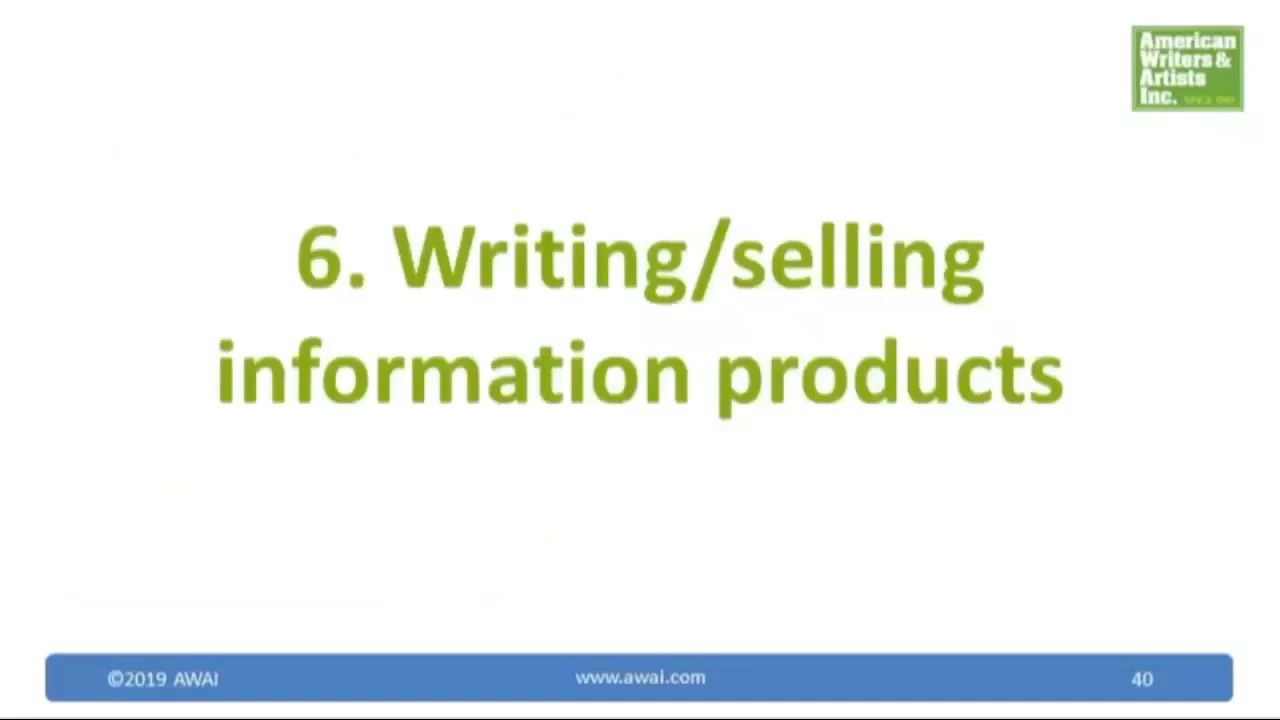 American
Writers &
Artists
Inc.
6. Writing/selling
information products
©2019 AWAI
www.awai.com
40